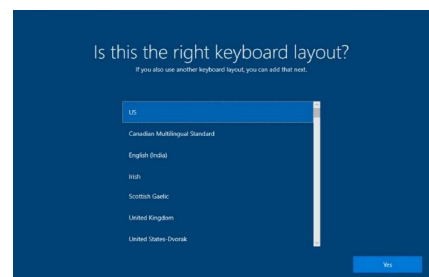 Is this the right keyboard layout?
If you also use another keyboard layout, you can add that next.
US
Canadian Multilingual Standard
English (India)
Irish
Scottish Gaelic
United Kingdom
United States-Dvorak
Yes